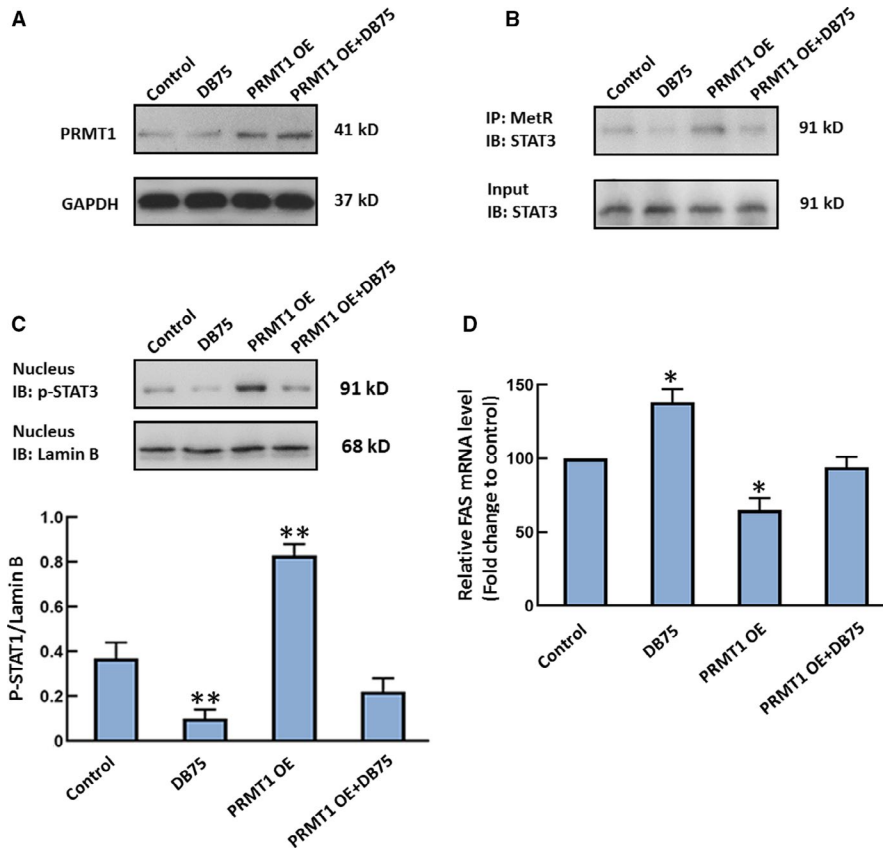 A
Control
DB75
PRMT1 OE
PRMT1 OE+DB75
PRMT1
41 kD
GAPDH
37 kD
B
Control
DB75
PRMT1 OE
PRMT1 OE+DB75
IP: MetR
IB: STAT3
91 kD
Input
IB: STAT3
91 kD
C
Control
DB75
PRMT1 OE
PRMT1 OE+DB75
Nucleus
IB: p-STAT3
91 kD
Nucleus
IB: Lamin B
68 kD
P-STAT1/Lamin B
1.0
0.8
0.6
0.4
0.2
0
**
**
Control
DB75
PRMT1 OE
PRMT1 OE+DB75
D
Relative FAS mRNA level
(Fold change to control)
150
100
50
0
*
*
Control
DB75
PRMT1 OE
PRMT1 OE+DB75